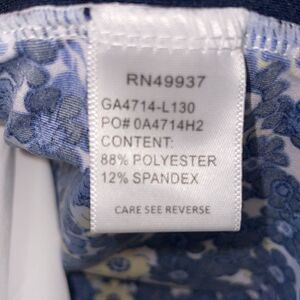 RN49937
GA4714-L130
PO# 0A4714H2
CONTENT:
88% POLYESTER
12% SPANDEX
CARE SEE REVERSE